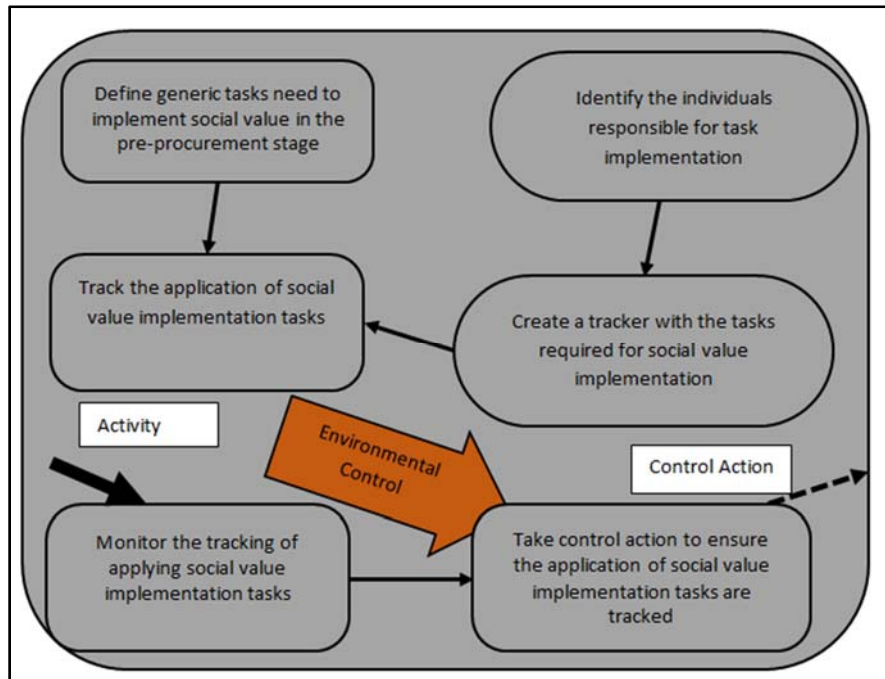 Define generic tasks need to
implement social value in the
pre-procurement stage
Identify the individuals
responsible for task
implementation
Track the application of social
value implementation tasks
Create a tracker with the tasks
required for social value
implementation
Activity
Environmental
Control
Control Action
Monitor the tracking of
applying social value
implementation tasks
Take control action to ensure
the application of social value
implementation tasks are
tracked